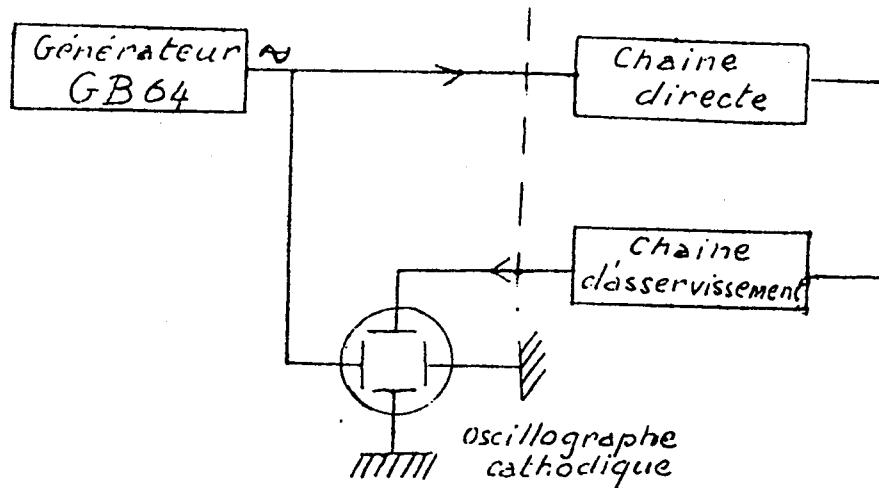 Générateur ~
GB64
Chaine
directe
Chaine
d'asservissement
oscillographe
cathodique